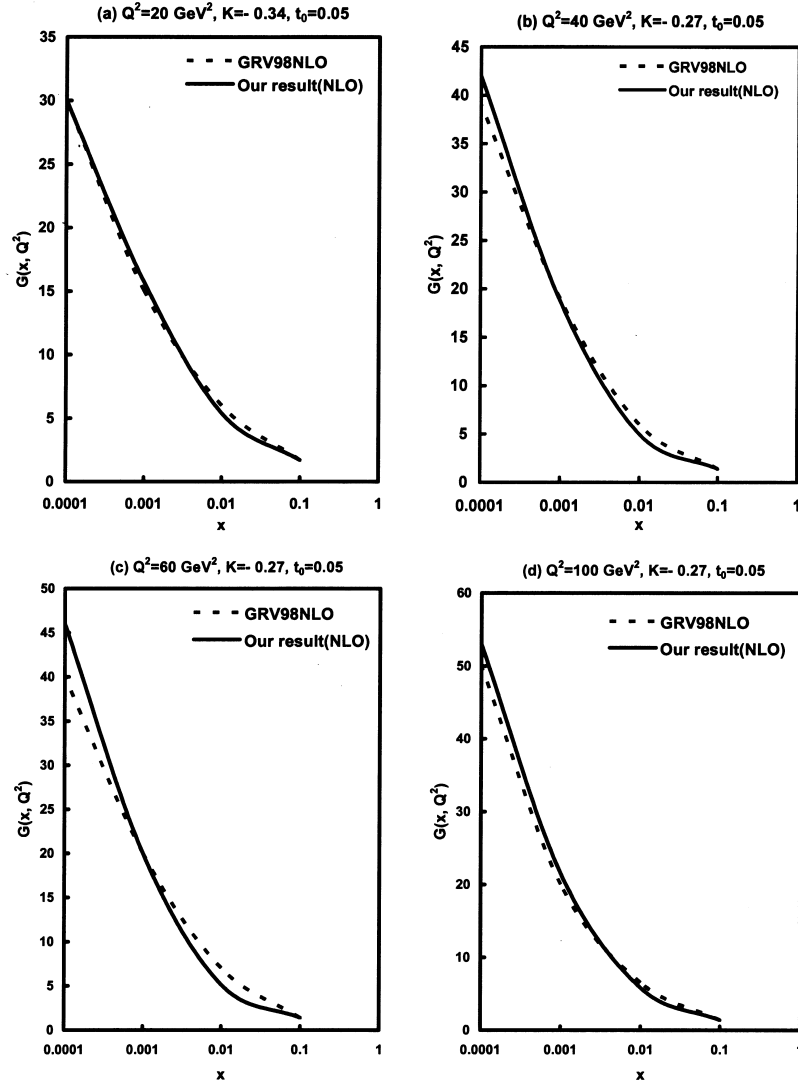 (a) Q²=20 GeV², K=- 0.34, t₀=0.05
35
30
25
20
15
10
5
0
G(x, Q²)
GRV98NLO
Our result(NLO)
0.0001 0.001 0.01 0.1 1
x
(b) Q²=40 GeV², K=- 0.27, t₀=0.05
45
40
35
30
25
20
15
10
5
0
G(x, Q²)
GRV98NLO
Our result(NLO)
0.0001 0.001 0.01 0.1 1
x
(c) Q²=60 GeV², K=- 0.27, t₀=0.05
50
45
40
35
30
25
20
15
10
5
0
G(x, Q²)
GRV98NLO
Our result(NLO)
0.0001 0.001 0.01 0.1 1
x
(d) Q²=100 GeV², K=- 0.27, t₀=0.05
60
50
40
30
20
10
0
G(x, Q²)
GRV98NLO
Our result(NLO)
0.0001 0.001 0.01 0.1 1
x